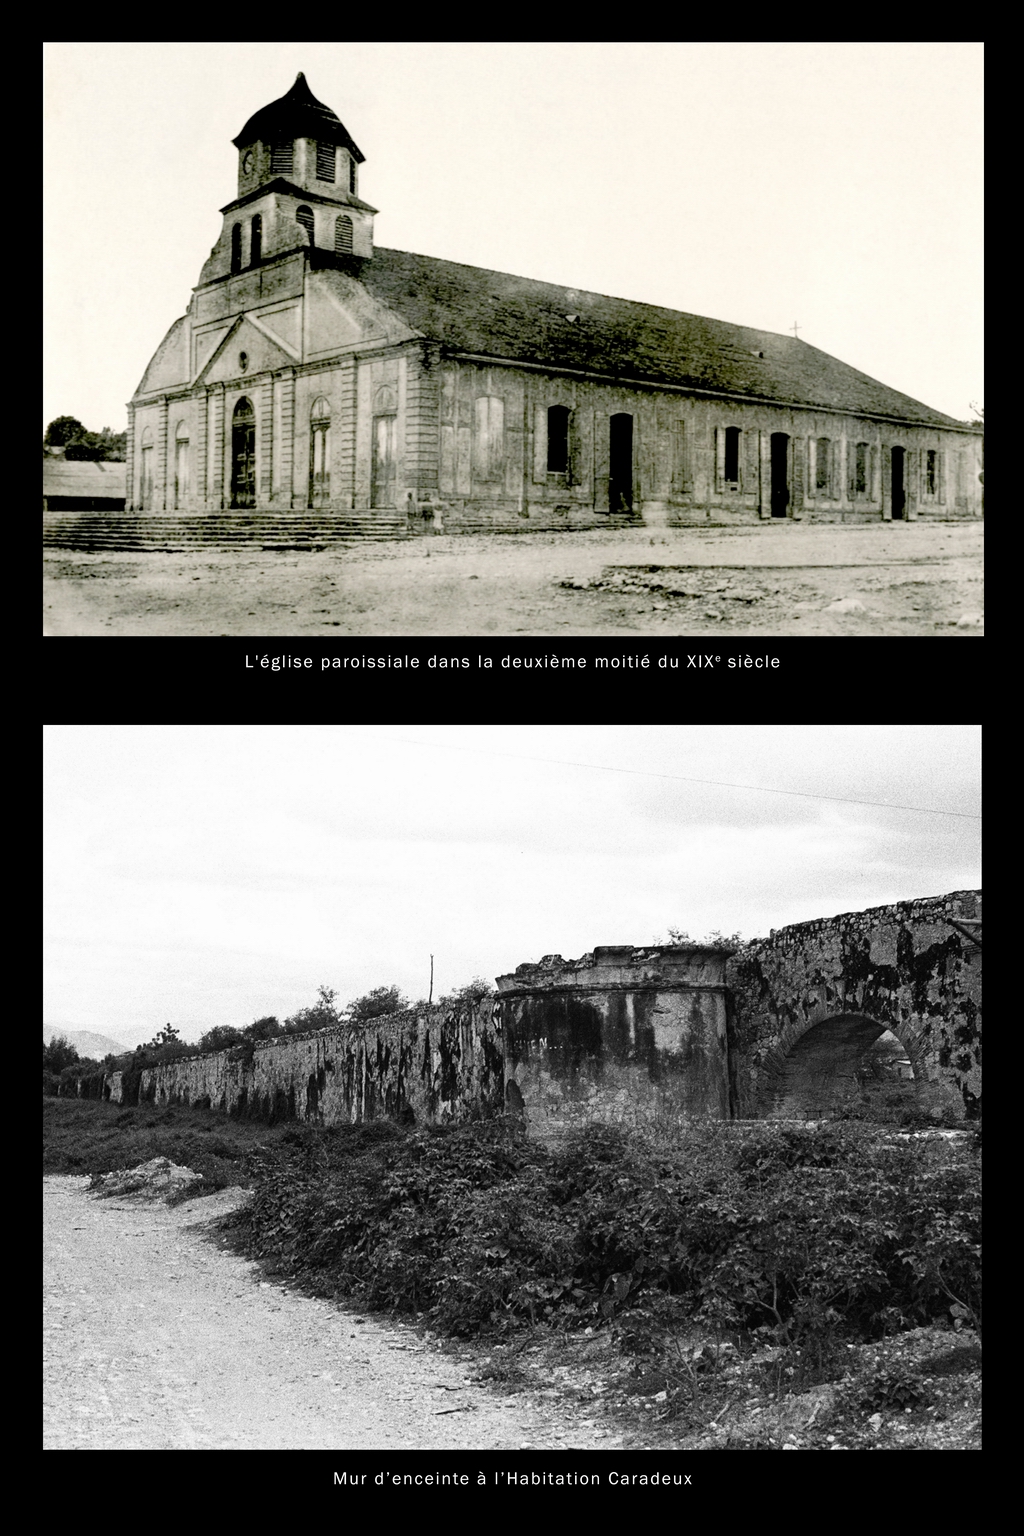 L'église paroissiale dans la deuxième moitié du XIXᵉ siècle
Mur d’enceinte à l’Habitation Caradeux